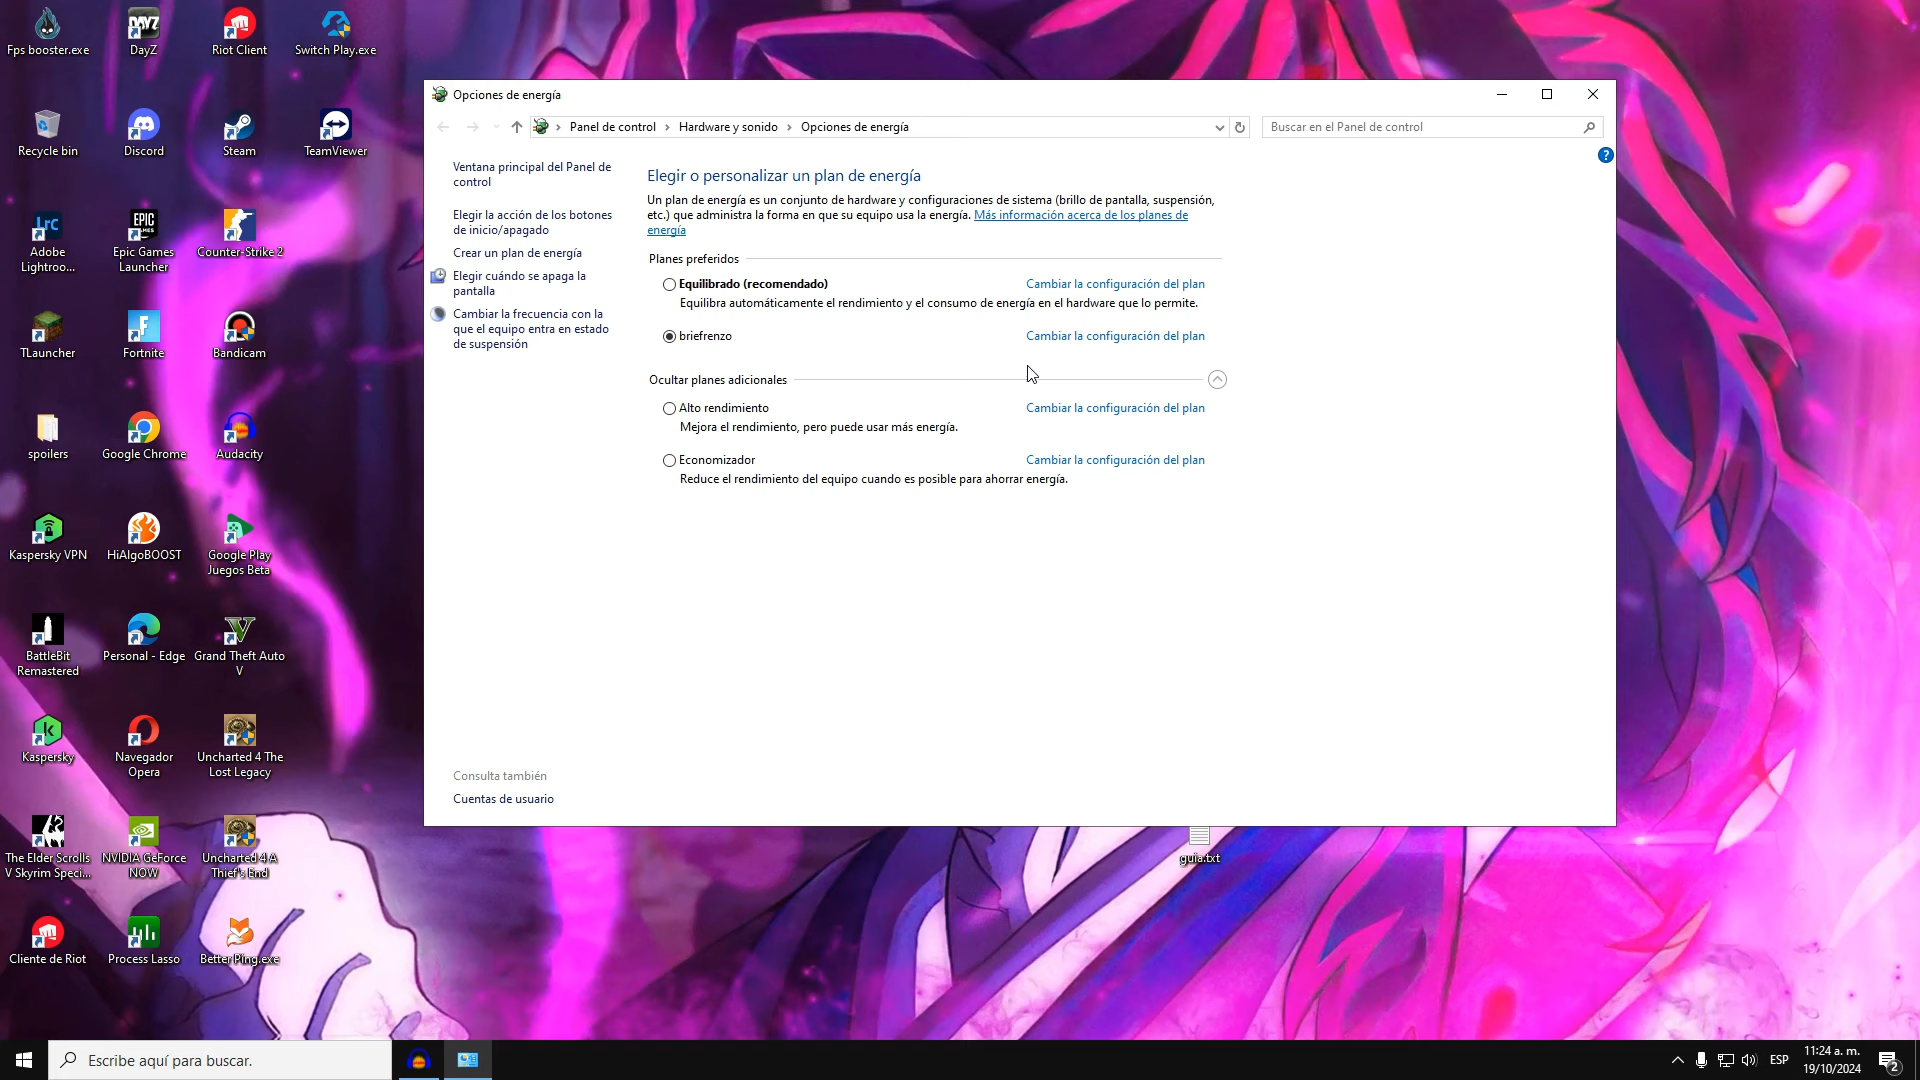 Fps booster.exe
DayZ
Riot Client
Switch Play.exe
Recycle bin
Discord
Steam
TeamViewer
Adobe
Lightroo...
Epic Games
Launcher
Counter-Strike 2
TLauncher
Fortnite
Bandicam
spoilers
Google Chrome
Audacity
Kaspersky VPN
HiAlgoBOOST
Google Play
Juegos Beta
BattleBit
Remastered
Personal - Edge
Grand Theft Auto
V
Kaspersky
Navegador
Opera
Uncharted 4 The
Lost Legacy
The Elder Scrolls
V Skyrim Speci...
NVIDIA GeForce
NOW
Uncharted 4 A
Thief's End
Cliente de Riot
Process Lasso
BetterPing.exe
Opciones de energía
Panel de control > Hardware y sonido > Opciones de energía
Buscar en el Panel de control
Ventana principal del Panel de
control
Elegir la acción de los botones
de inicio/apagado
Crear un plan de energía
Elegir cuándo se apaga la
pantalla
Cambiar la frecuencia con la
que el equipo entra en estado
de suspensión
Elegir o personalizar un plan de energía
Un plan de energía es un conjunto de hardware y configuraciones de sistema (brillo de pantalla, suspensión,
etc.) que administra la forma en que su equipo usa la energía. Más información acerca de los planes de
energía
Planes preferidos
Equilibrado (recomendado) Cambiar la configuración del plan
Equilibra automáticamente el rendimiento y el consumo de energía en el hardware que lo permite.
briefrenzo Cambiar la configuración del plan
Ocultar planes adicionales
Alto rendimiento Cambiar la configuración del plan
Mejora el rendimiento, pero puede usar más energía.
Economizador Cambiar la configuración del plan
Reduce el rendimiento del equipo cuando es posible para ahorrar energía.
Consulta también
Cuentas de usuario
guia.txt
Escribe aquí para buscar.
ESP
11:24 a. m.
19/10/2024
2